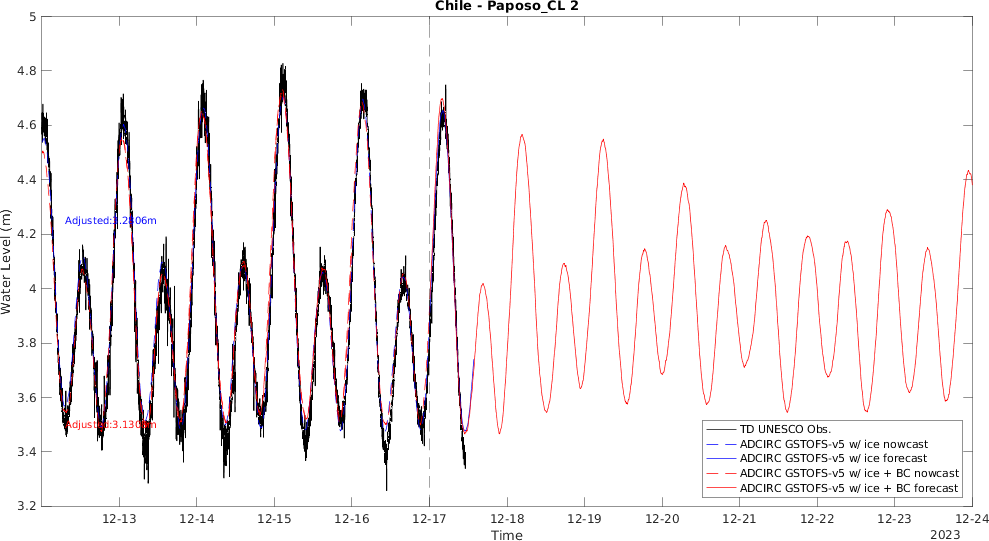 Chile - Paposo_CL 2
5
4.8
4.6
4.4
4.2
4
3.8
3.6
3.4
3.2
Water Level (m)
Adjusted:3.2806m
TD UNESCO Obs.
ADCIRC GSTOFS-v5 w/ ice nowcast
ADCIRC GSTOFS-v5 w/ ice forecast
ADCIRC GSTOFS-v5 w/ ice + BC nowcast
ADCIRC GSTOFS-v5 w/ ice + BC forecast
12-13
12-14
12-15
12-16
12-17
12-18
12-19
12-20
12-21
12-22
12-23
12-24
Time
2023